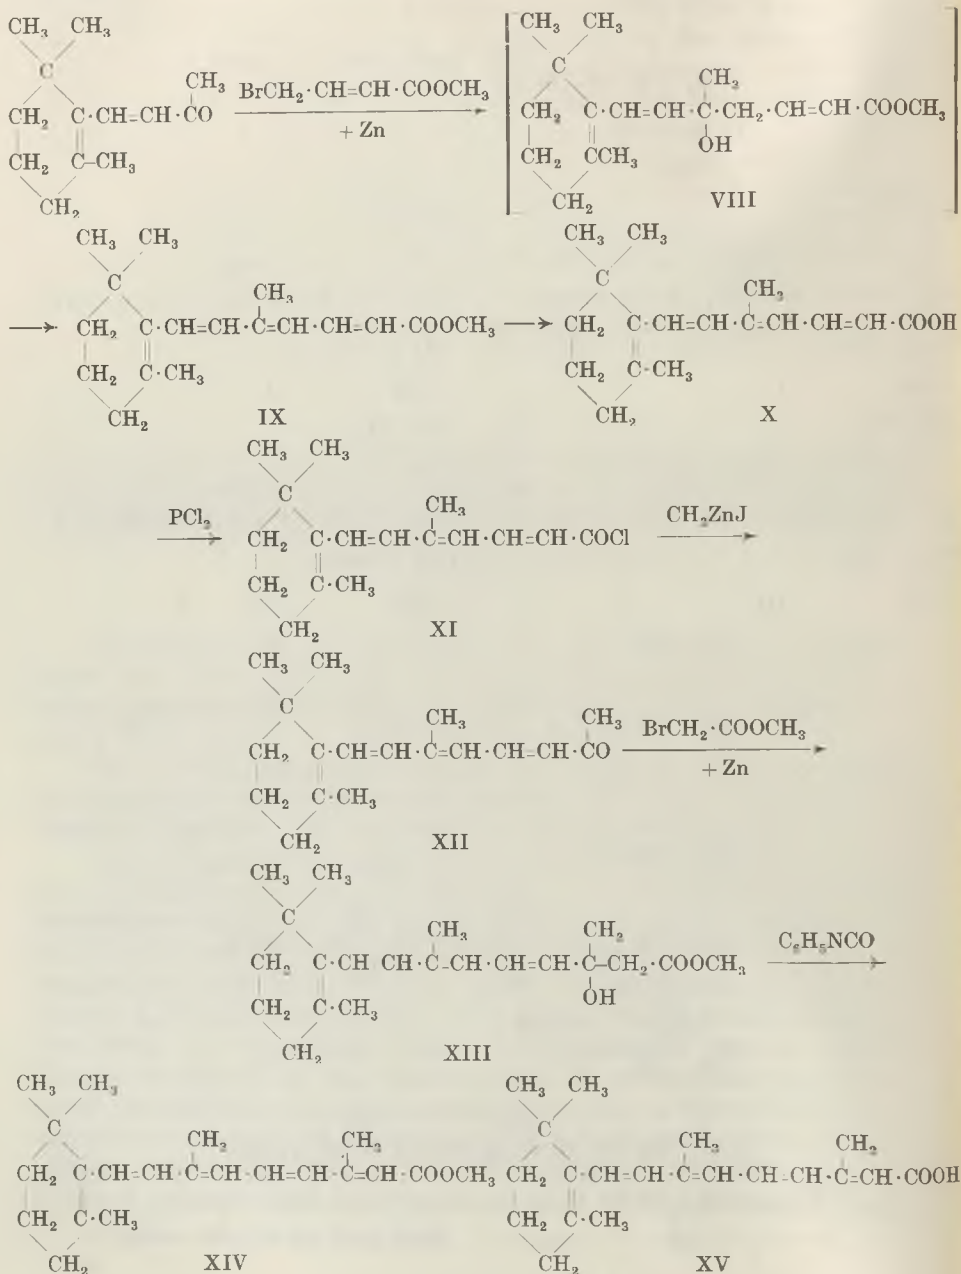 CH₃ CH₃ CH₃ CH₃
C CH₃ BrCH₂·CH=CH·COOCH₃ C CH₃
CH₂ C·CH=CH·CO + Zn CH₂ C·CH=CH·C·CH₂·CH=CH·COOCH₃
CH₂ C–CH₃ CH₂ CCH₃ OH
CH₂ CH₂ VIII
CH₃ CH₃ CH₃ CH₃
C CH₃ C CH₃
CH₂ C·CH=CH·C=CH·CH=CH·COOCH₃ CH₂ C·CH=CH·C=CH·CH=CH·COOH
CH₂ C·CH₃ CH₂ C·CH₃
CH₂ IX CH₂ X
CH₃ CH₃
C CH₃
PCl₃ CH₂ C·CH=CH·C=CH·CH=CH·COCl CH₃ZnJ
CH₂ C·CH₃
CH₂ XI
CH₃ CH₃
C CH₃ CH₃
CH₂ C·CH=CH·C=CH·CH=CH·CO BrCH₂·COOCH₃
+ Zn
CH₂ C·CH₃
CH₂ XII
CH₃ CH₃
C CH₃ CH₃
CH₂ C·CH CH·C-CH·CH=CH·C–CH₂·COOCH₃ C₆H₅NCO
OH
CH₂ C·CH₃
CH₂ XIII
CH₃ CH₃ CH₃ CH₃
C CH₃ CH₃ C CH₃ CH₃
CH₂ C·CH=CH·C=CH·CH=CH·C=CH·COOCH₃ CH₂ C·CH=CH·C=CH·CH-CH·C=CH·COOH
CH₂ C·CH₃ CH₂ C·CH₃
CH₂ XIV CH₂ XV